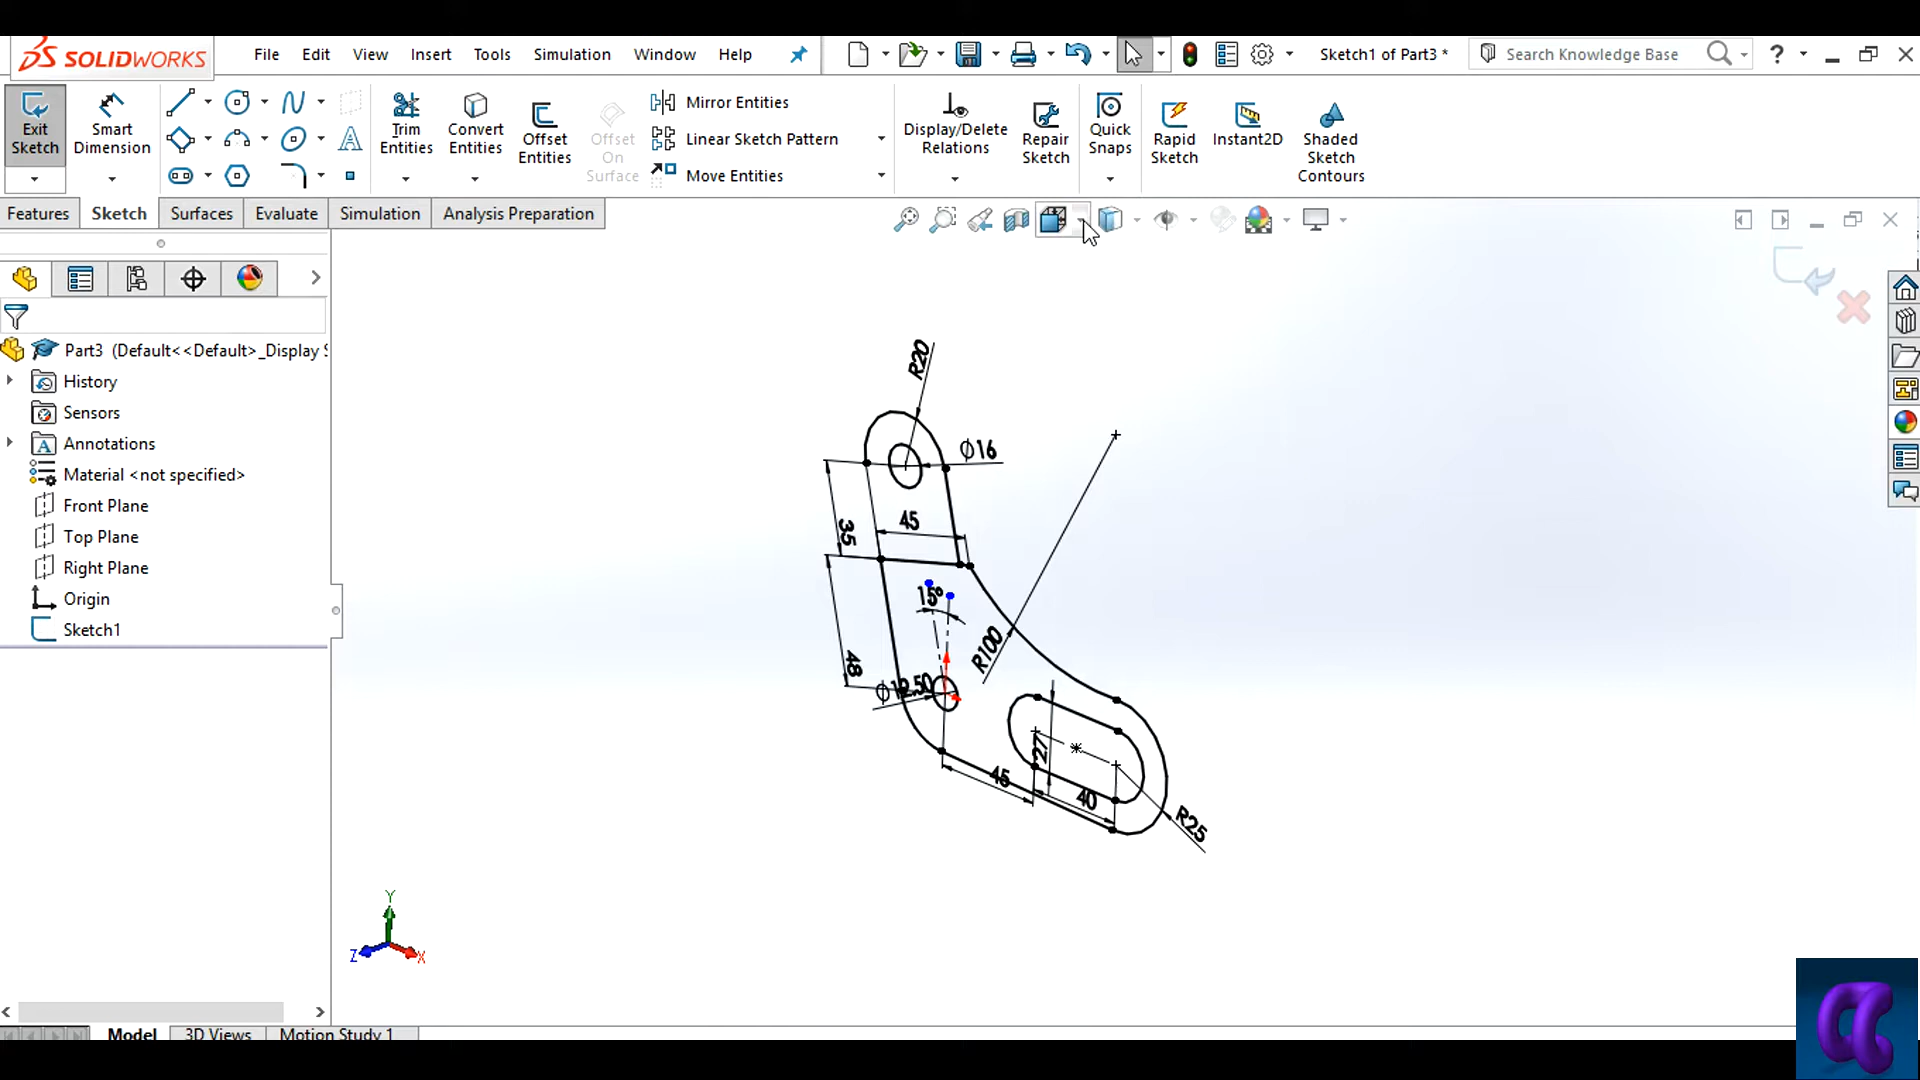 SOLIDWORKS File Edit View Insert Tools Simulation Window Help Sketch1 of Part3 * Search Knowledge Base ?
Exit Sketch
Smart Dimension
Trim Entities
Convert Entities
Offset Entities
Offset On Surface
Mirror Entities
Linear Sketch Pattern
Move Entities
Display/Delete Relations
Repair Sketch
Quick Snaps
Rapid Sketch
Instant2D
Shaded Sketch Contours
Features Sketch Surfaces Evaluate Simulation Analysis Preparation
Part3 (Default<<Default>_Display S
History
Sensors
Annotations
Material <not specified>
Front Plane
Top Plane
Right Plane
Origin
Sketch1
R20
∅16
45
35
15°
R100
48
∅12.50
27
45
40
R25
Y
Z
X
Model 3D Views Motion Study 1